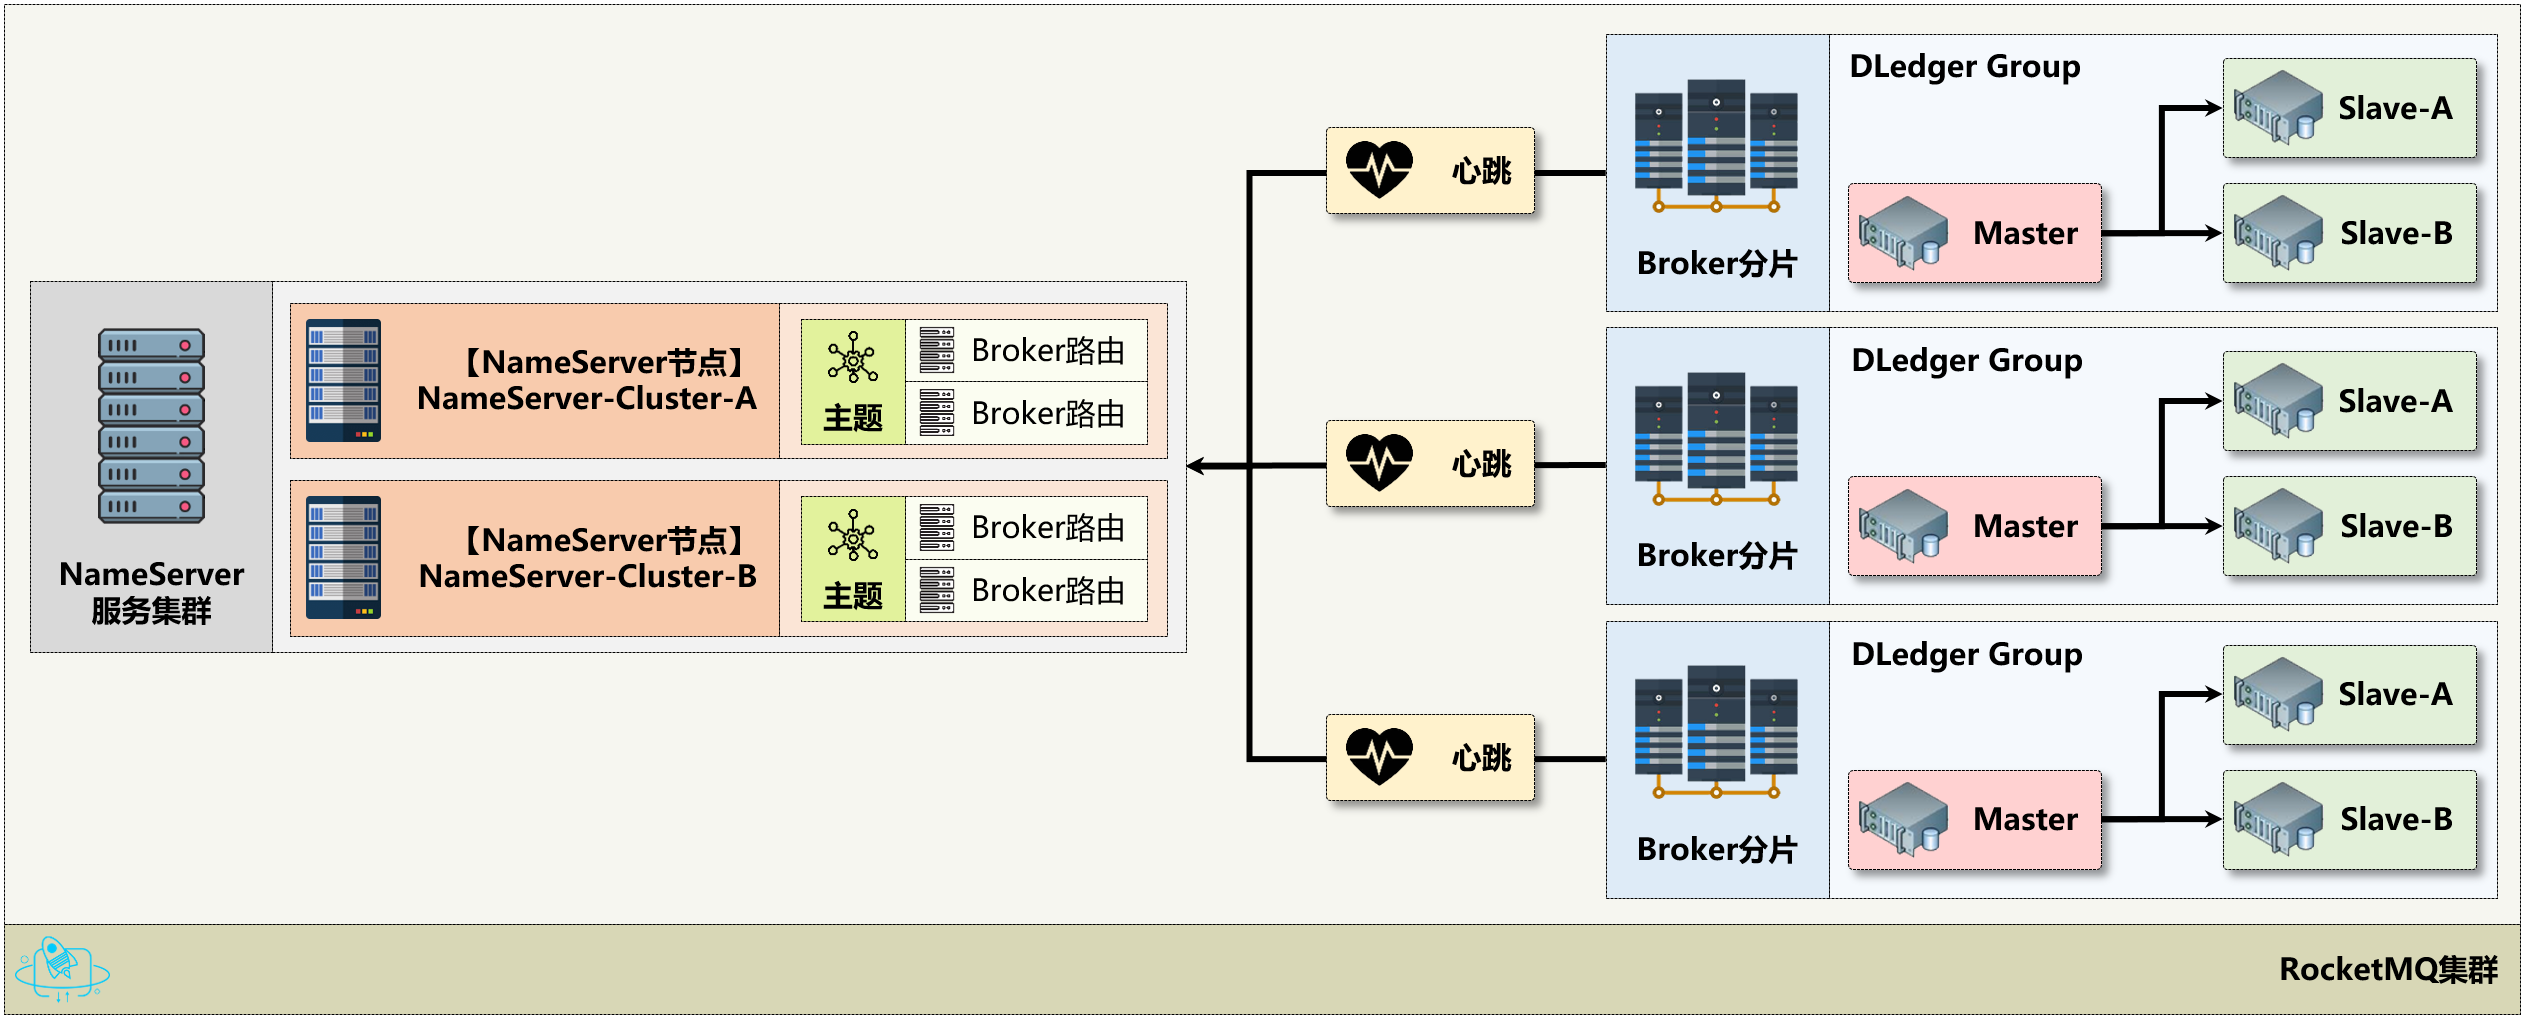 NameServer
服务集群
【NameServer节点】
NameServer-Cluster-A
主题
Broker路由
Broker路由
【NameServer节点】
NameServer-Cluster-B
主题
Broker路由
Broker路由
心跳
心跳
心跳
Broker分片
DLedger Group
Master
Slave-A
Slave-B
Broker分片
DLedger Group
Master
Slave-A
Slave-B
Broker分片
DLedger Group
Master
Slave-A
Slave-B
RocketMQ集群